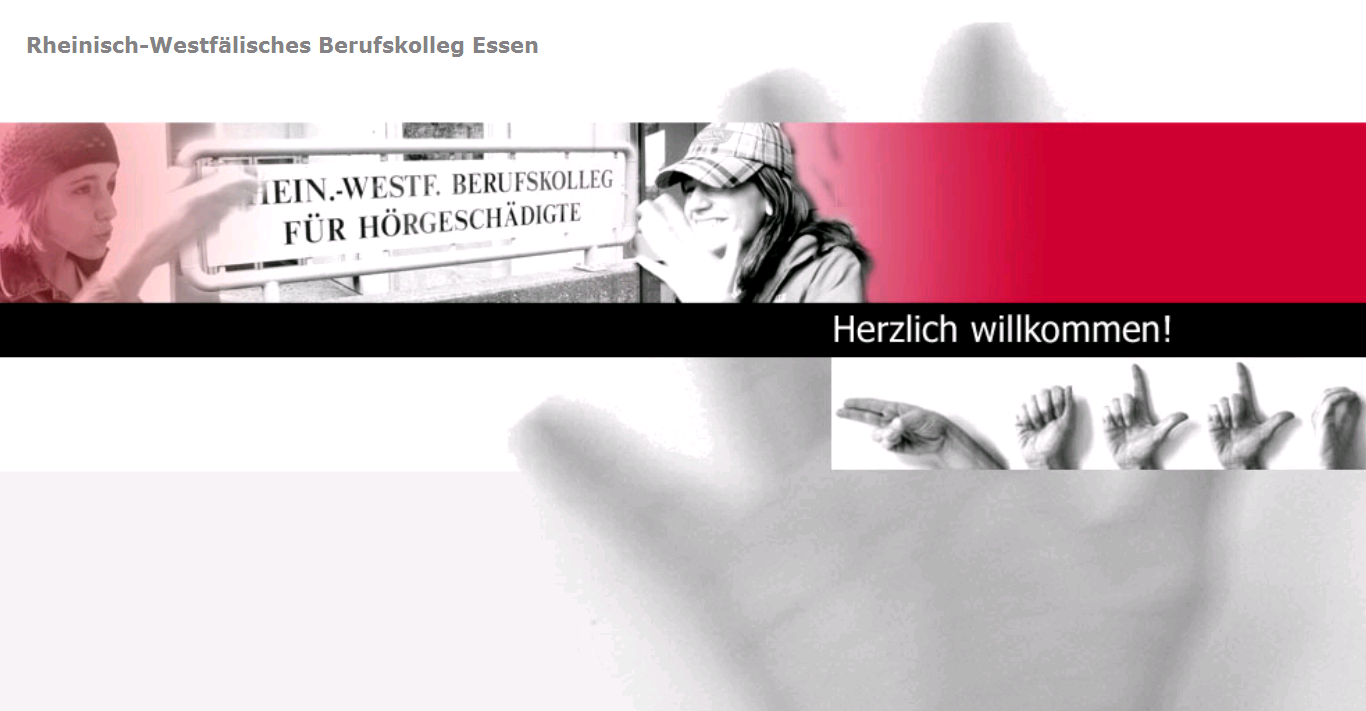 Rheinisch-Westfälisches Berufskolleg Essen
HEIN.-WESTF. BERUFSKOLLEG
FÜR HÖRGESCHÄDIGTE
Herzlich willkommen!